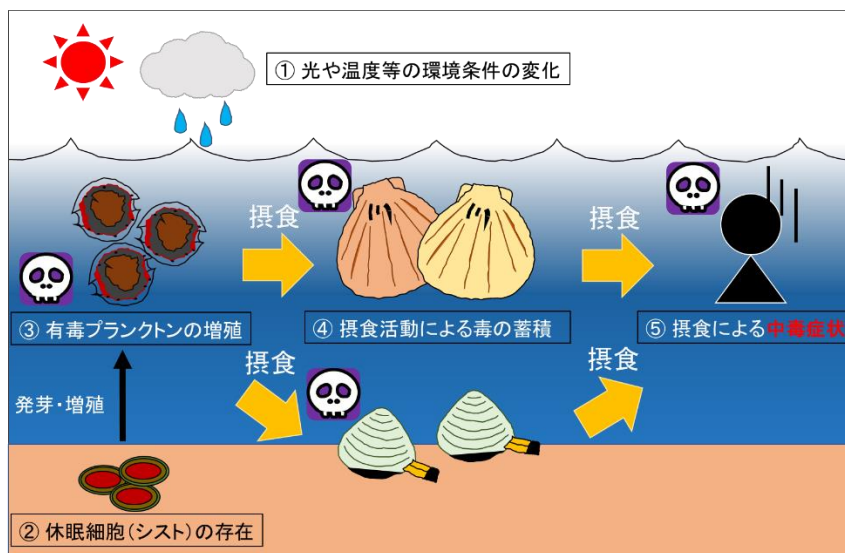 ① 光や温度等の環境条件の変化
摂食
摂食
③ 有毒プランクトンの増殖
④ 摂食活動による毒の蓄積
⑤ 摂食による中毒症状
摂食
摂食
発芽・増殖
② 休眠細胞(シスト)の存在